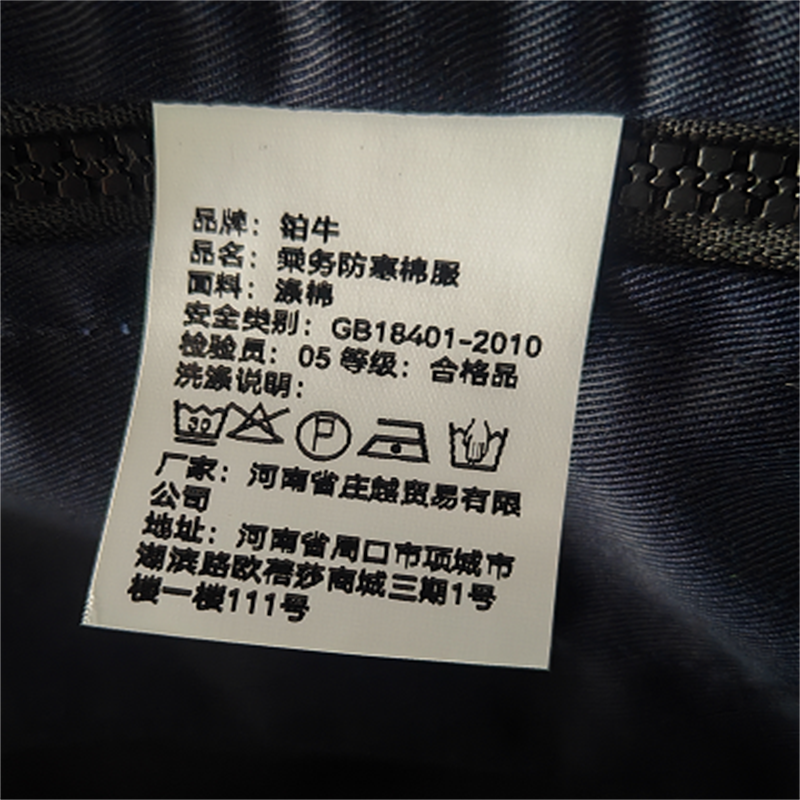 品牌：铂牛
品名：乘务防寒棉服
面料：涤棉
安全类别：GB18401-2010
检验员：05 等级：合格品
洗涤说明：
30 P
厂家：河南省庄越贸易有限
公司
地址：河南省周口市项城市
湖滨路欧蓓莎商城三期1号
楼一楼111号